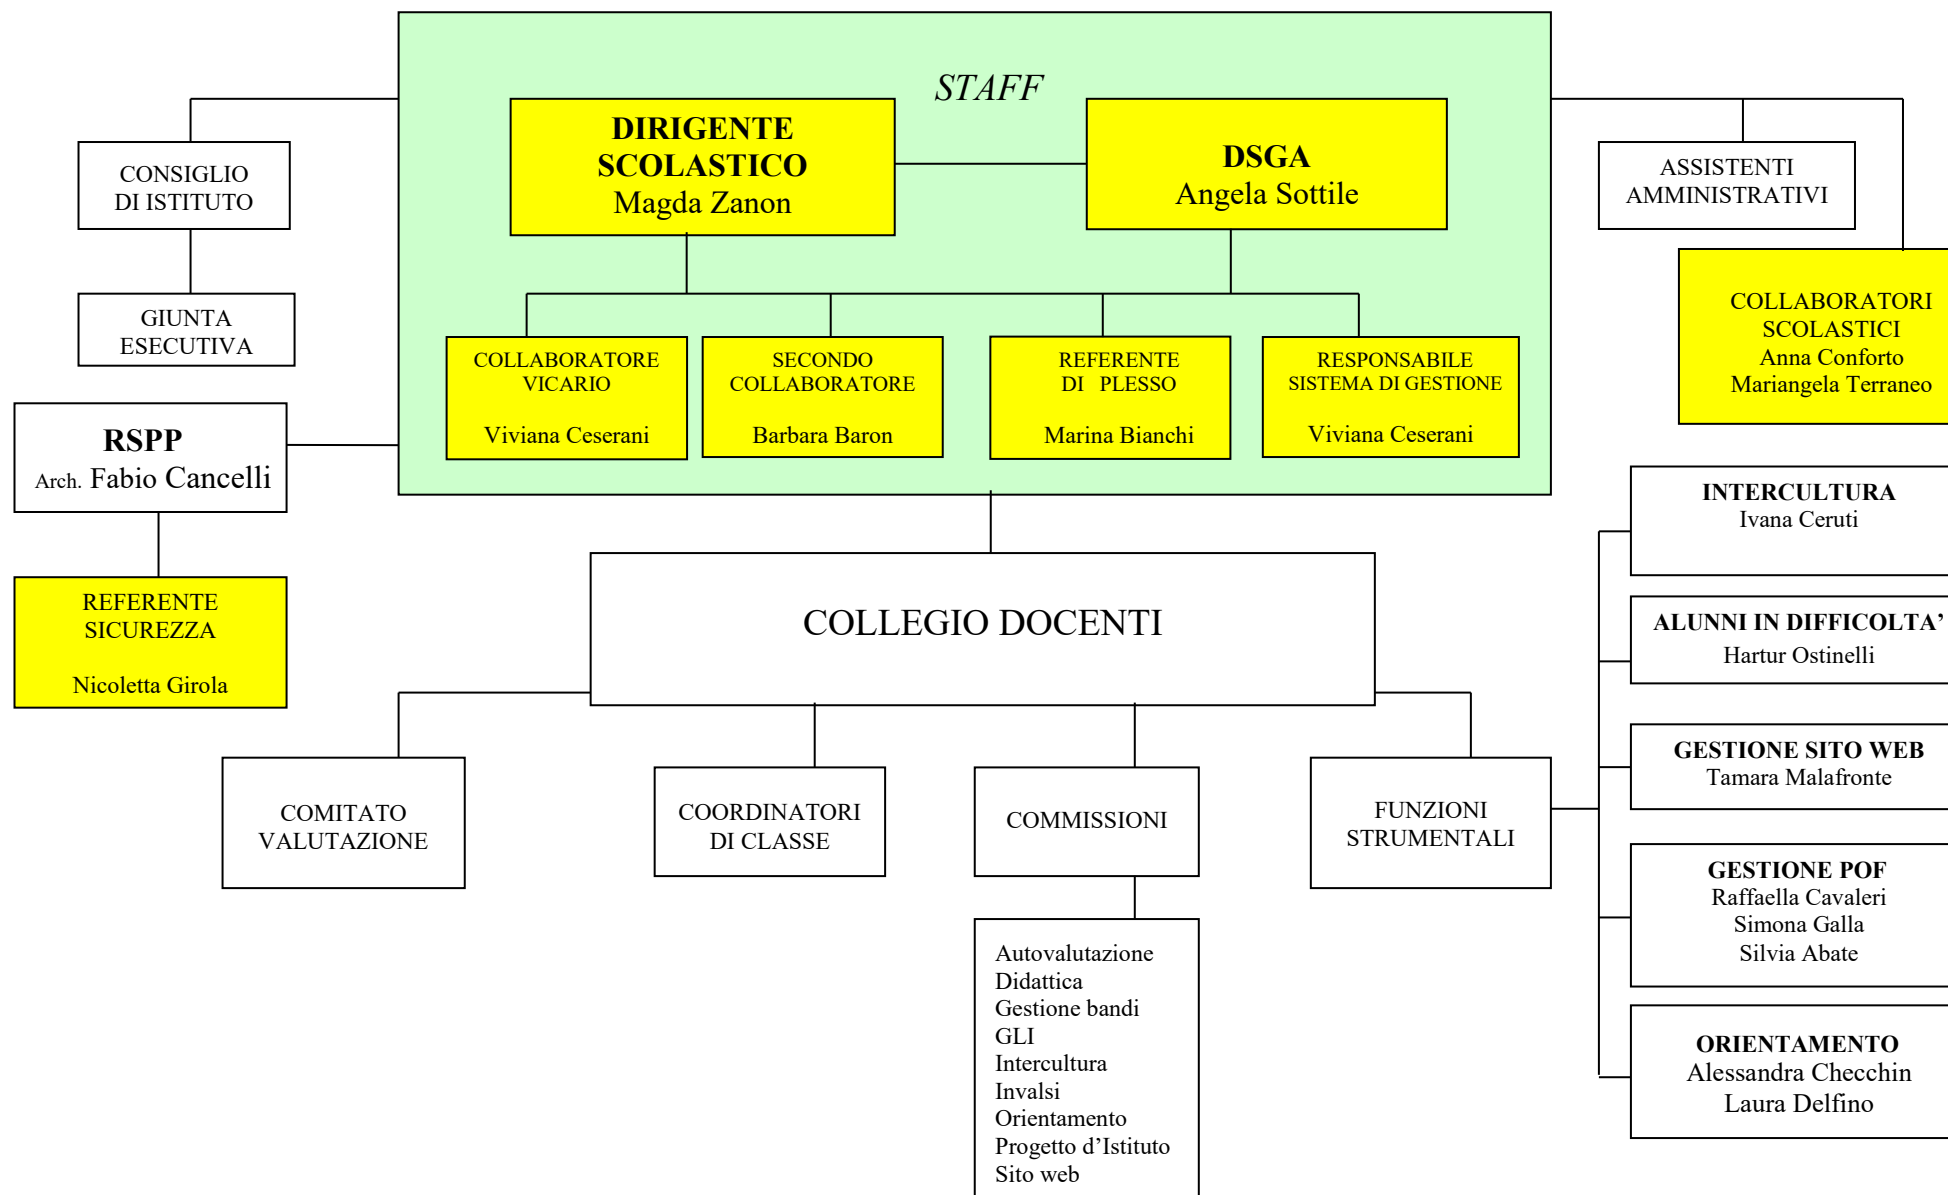 STAFF
DIRIGENTE
SCOLASTICO
Magda Zanon
DSGA
Angela Sottile
CONSIGLIO
DI ISTITUTO
ASSISTENTI
AMMINISTRATIVI
GIUNTA
ESECUTIVA
COLLABORATORI
SCOLASTICI
Anna Conforto
Mariangela Terraneo
COLLABORATORE
VICARIO
Viviana Ceserani
SECONDO
COLLABORATORE
Barbara Baron
REFERENTE
DI PLESSO
Marina Bianchi
RESPONSABILE
SISTEMA DI GESTIONE
Viviana Ceserani
RSPP
Arch. Fabio Cancelli
REFERENTE
SICUREZZA
Nicoletta Girola
COLLEGIO DOCENTI
COMITATO
VALUTAZIONE
COORDINATORI
DI CLASSE
COMMISSIONI
FUNZIONI
STRUMENTALI
Autovalutazione
Didattica
Gestione bandi
GLI
Intercultura
Invalsi
Orientamento
Progetto d’Istituto
Sito web
INTERCULTURA
Ivana Ceruti
ALUNNI IN DIFFICOLTA’
Hartur Ostinelli
GESTIONE SITO WEB
Tamara Malafronte
GESTIONE POF
Raffaella Cavaleri
Simona Galla
Silvia Abate
ORIENTAMENTO
Alessandra Checchin
Laura Delfino